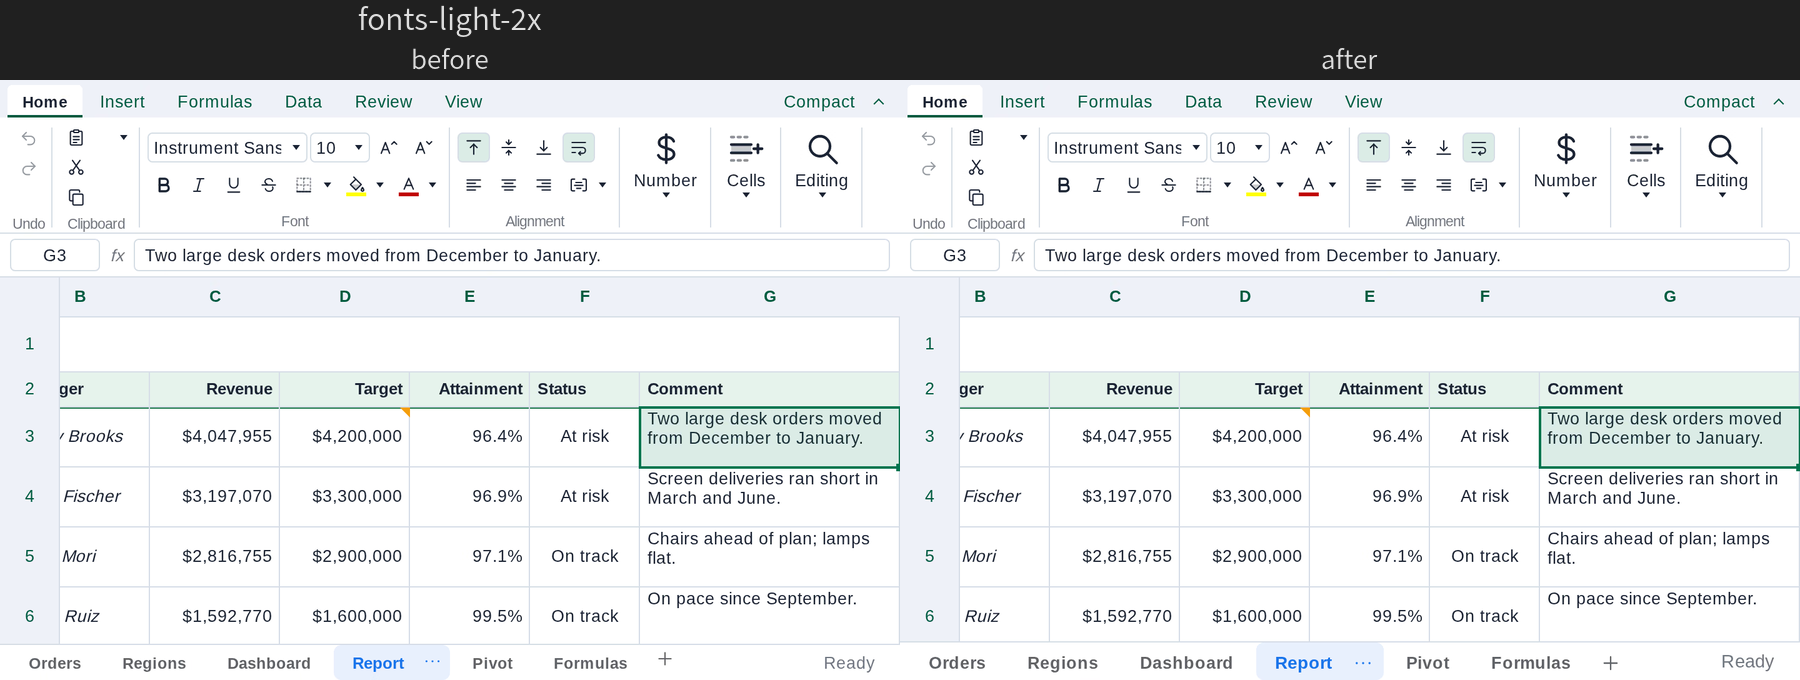 fonts-light-2x
before
after
Home Insert Formulas Data Review View Compact
Instrument Sans 10
B I U S A
Number Cells Editing
Undo Clipboard Font Alignment
G3 fx Two large desk orders moved from December to January.
B C D E F G
1
2 ger Revenue Target Attainment Status Comment
3 y Brooks $4,047,955 $4,200,000 96.4% At risk Two large desk orders moved
from December to January.
4 Fischer $3,197,070 $3,300,000 96.9% At risk Screen deliveries ran short in
March and June.
5 Mori $2,816,755 $2,900,000 97.1% On track Chairs ahead of plan; lamps
flat.
6 Ruiz $1,592,770 $1,600,000 99.5% On track On pace since September.
Orders Regions Dashboard Report ... Pivot Formulas + Ready
Home Insert Formulas Data Review View Compact
Instrument Sans 10
B I U S A
Number Cells Editing
Undo Clipboard Font Alignment
G3 fx Two large desk orders moved from December to January.
B C D E F G
1
2 ger Revenue Target Attainment Status Comment
3 y Brooks $4,047,955 $4,200,000 96.4% At risk Two large desk orders moved
from December to January.
4 Fischer $3,197,070 $3,300,000 96.9% At risk Screen deliveries ran short in
March and June.
5 Mori $2,816,755 $2,900,000 97.1% On track Chairs ahead of plan; lamps
flat.
6 Ruiz $1,592,770 $1,600,000 99.5% On track On pace since September.
Orders Regions Dashboard Report ... Pivot Formulas + Ready